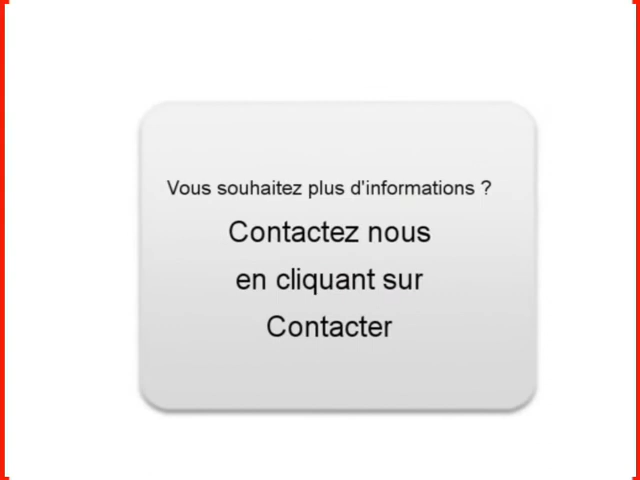 Vous souhaitez plus d'informations ?
Contactez nous
en cliquant sur
Contacter